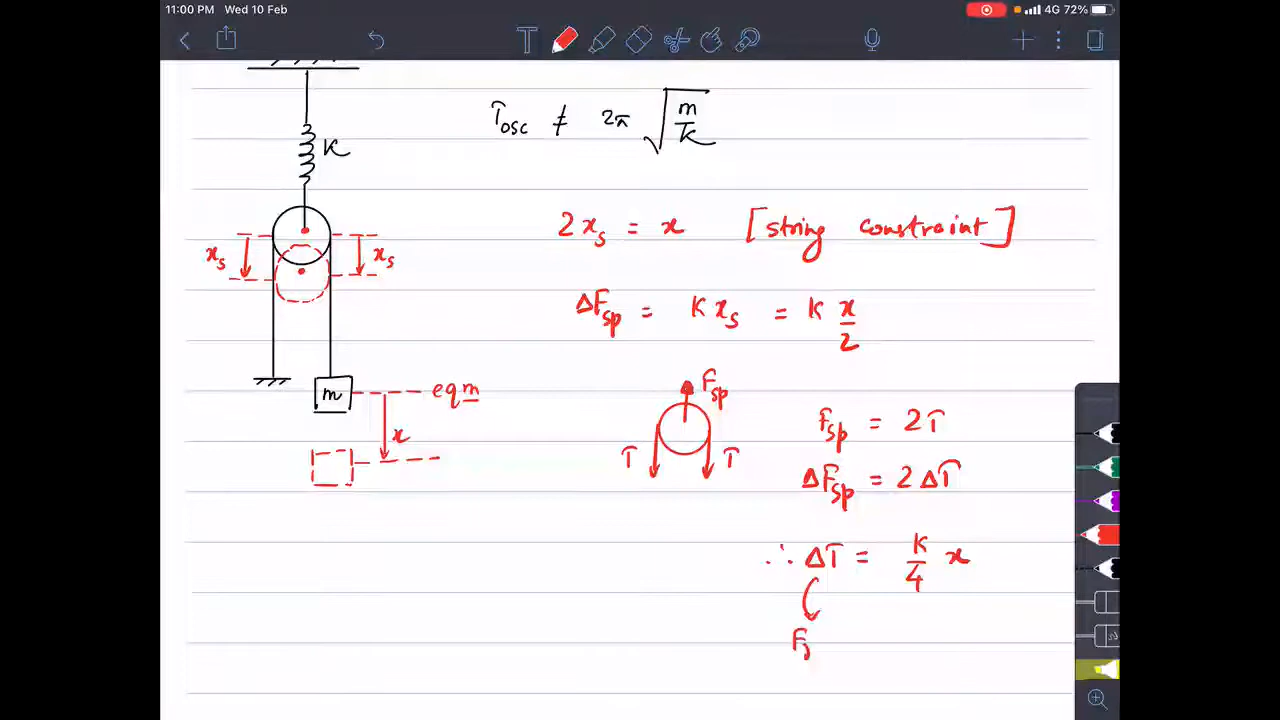 11:00 PM Wed 10 Feb
4G 72%
T
T_osc ≠ 2π √(m/k)
K
2x_s = x [string constraint]
x_s x_s
ΔF_sp = K x_s = K x/2
m eqm
F_sp
x
T T
F_sp = 2T
ΔF_sp = 2ΔT
∴ ΔT = K/4 x